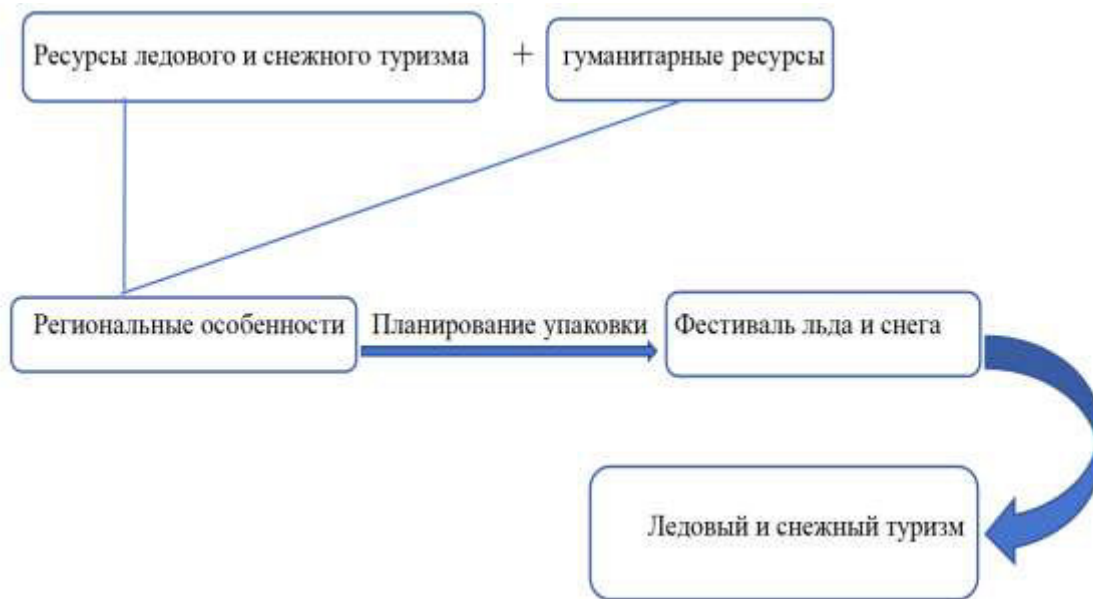 Ресурсы ледового и снежного туризма + гуманитарные ресурсы
Региональные особенности Планирование упаковки Фестиваль льда и снега
Ледовый и снежный туризм